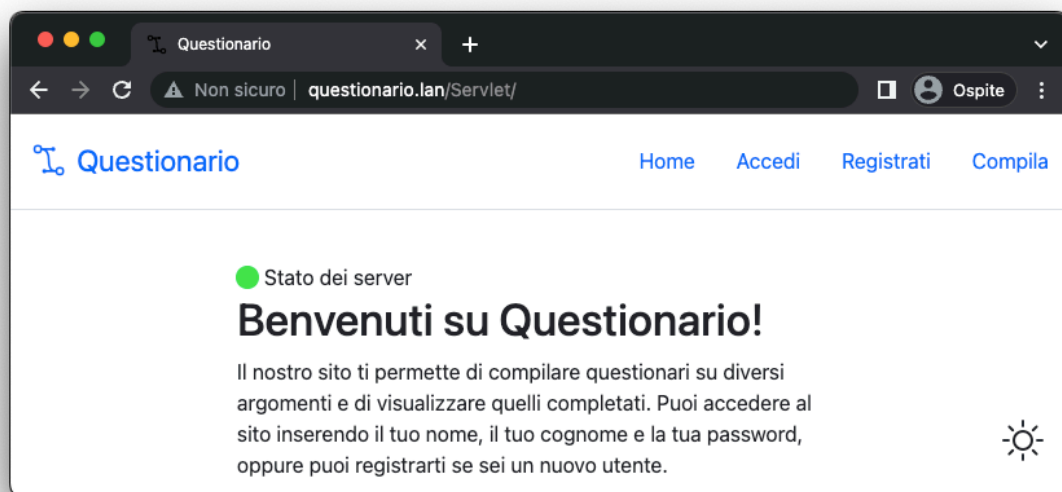 Questionario
Non sicuro questionario.lan/Servlet/ Ospite
Questionario Home Accedi Registrati Compila
Stato dei server
Benvenuti su Questionario!
Il nostro sito ti permette di compilare questionari su diversi
argomenti e di visualizzare quelli completati. Puoi accedere al
sito inserendo il tuo nome, il tuo cognome e la tua password,
oppure puoi registrarti se sei un nuovo utente.